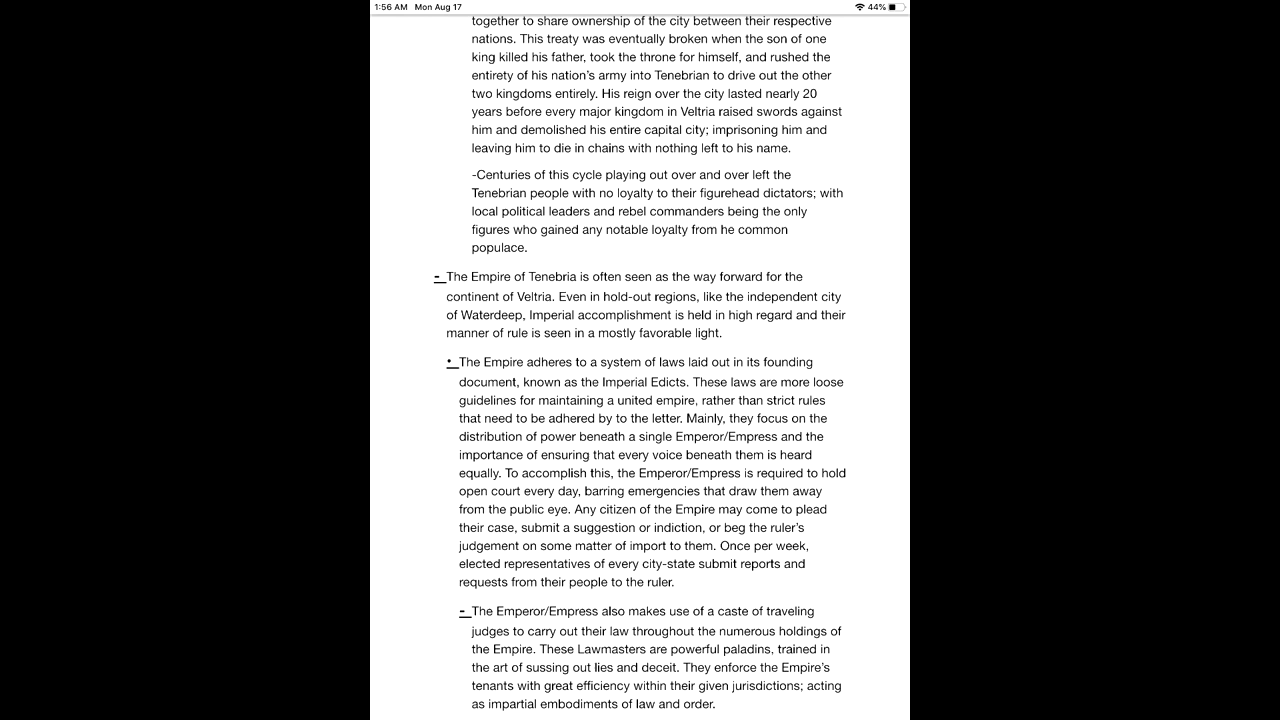 1:56 AM Mon Aug 17 44%
together to share ownership of the city between their respective
nations. This treaty was eventually broken when the son of one
king killed his father, took the throne for himself, and rushed the
entirety of his nation's army into Tenebrian to drive out the other
two kingdoms entirely. His reign over the city lasted nearly 20
years before every major kingdom in Veltria raised swords against
him and demolished his entire capital city; imprisoning him and
leaving him to die in chains with nothing left to his name.
-Centuries of this cycle playing out over and over left the
Tenebrian people with no loyalty to their figurehead dictators; with
local political leaders and rebel commanders being the only
figures who gained any notable loyalty from he common
populace.
- The Empire of Tenebria is often seen as the way forward for the
continent of Veltria. Even in hold-out regions, like the independent city
of Waterdeep, Imperial accomplishment is held in high regard and their
manner of rule is seen in a mostly favorable light.
• The Empire adheres to a system of laws laid out in its founding
document, known as the Imperial Edicts. These laws are more loose
guidelines for maintaining a united empire, rather than strict rules
that need to be adhered by to the letter. Mainly, they focus on the
distribution of power beneath a single Emperor/Empress and the
importance of ensuring that every voice beneath them is heard
equally. To accomplish this, the Emperor/Empress is required to hold
open court every day, barring emergencies that draw them away
from the public eye. Any citizen of the Empire may come to plead
their case, submit a suggestion or indiction, or beg the ruler's
judgement on some matter of import to them. Once per week,
elected representatives of every city-state submit reports and
requests from their people to the ruler.
- The Emperor/Empress also makes use of a caste of traveling
judges to carry out their law throughout the numerous holdings of
the Empire. These Lawmasters are powerful paladins, trained in
the art of sussing out lies and deceit. They enforce the Empire's
tenants with great efficiency within their given jurisdictions; acting
as impartial embodiments of law and order.